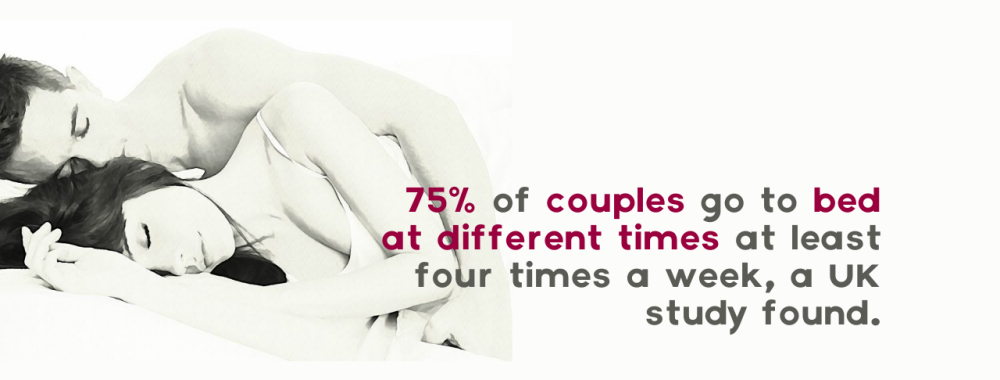 75% of couples go to bed
at different times at least
four times a week, a UK
study found.